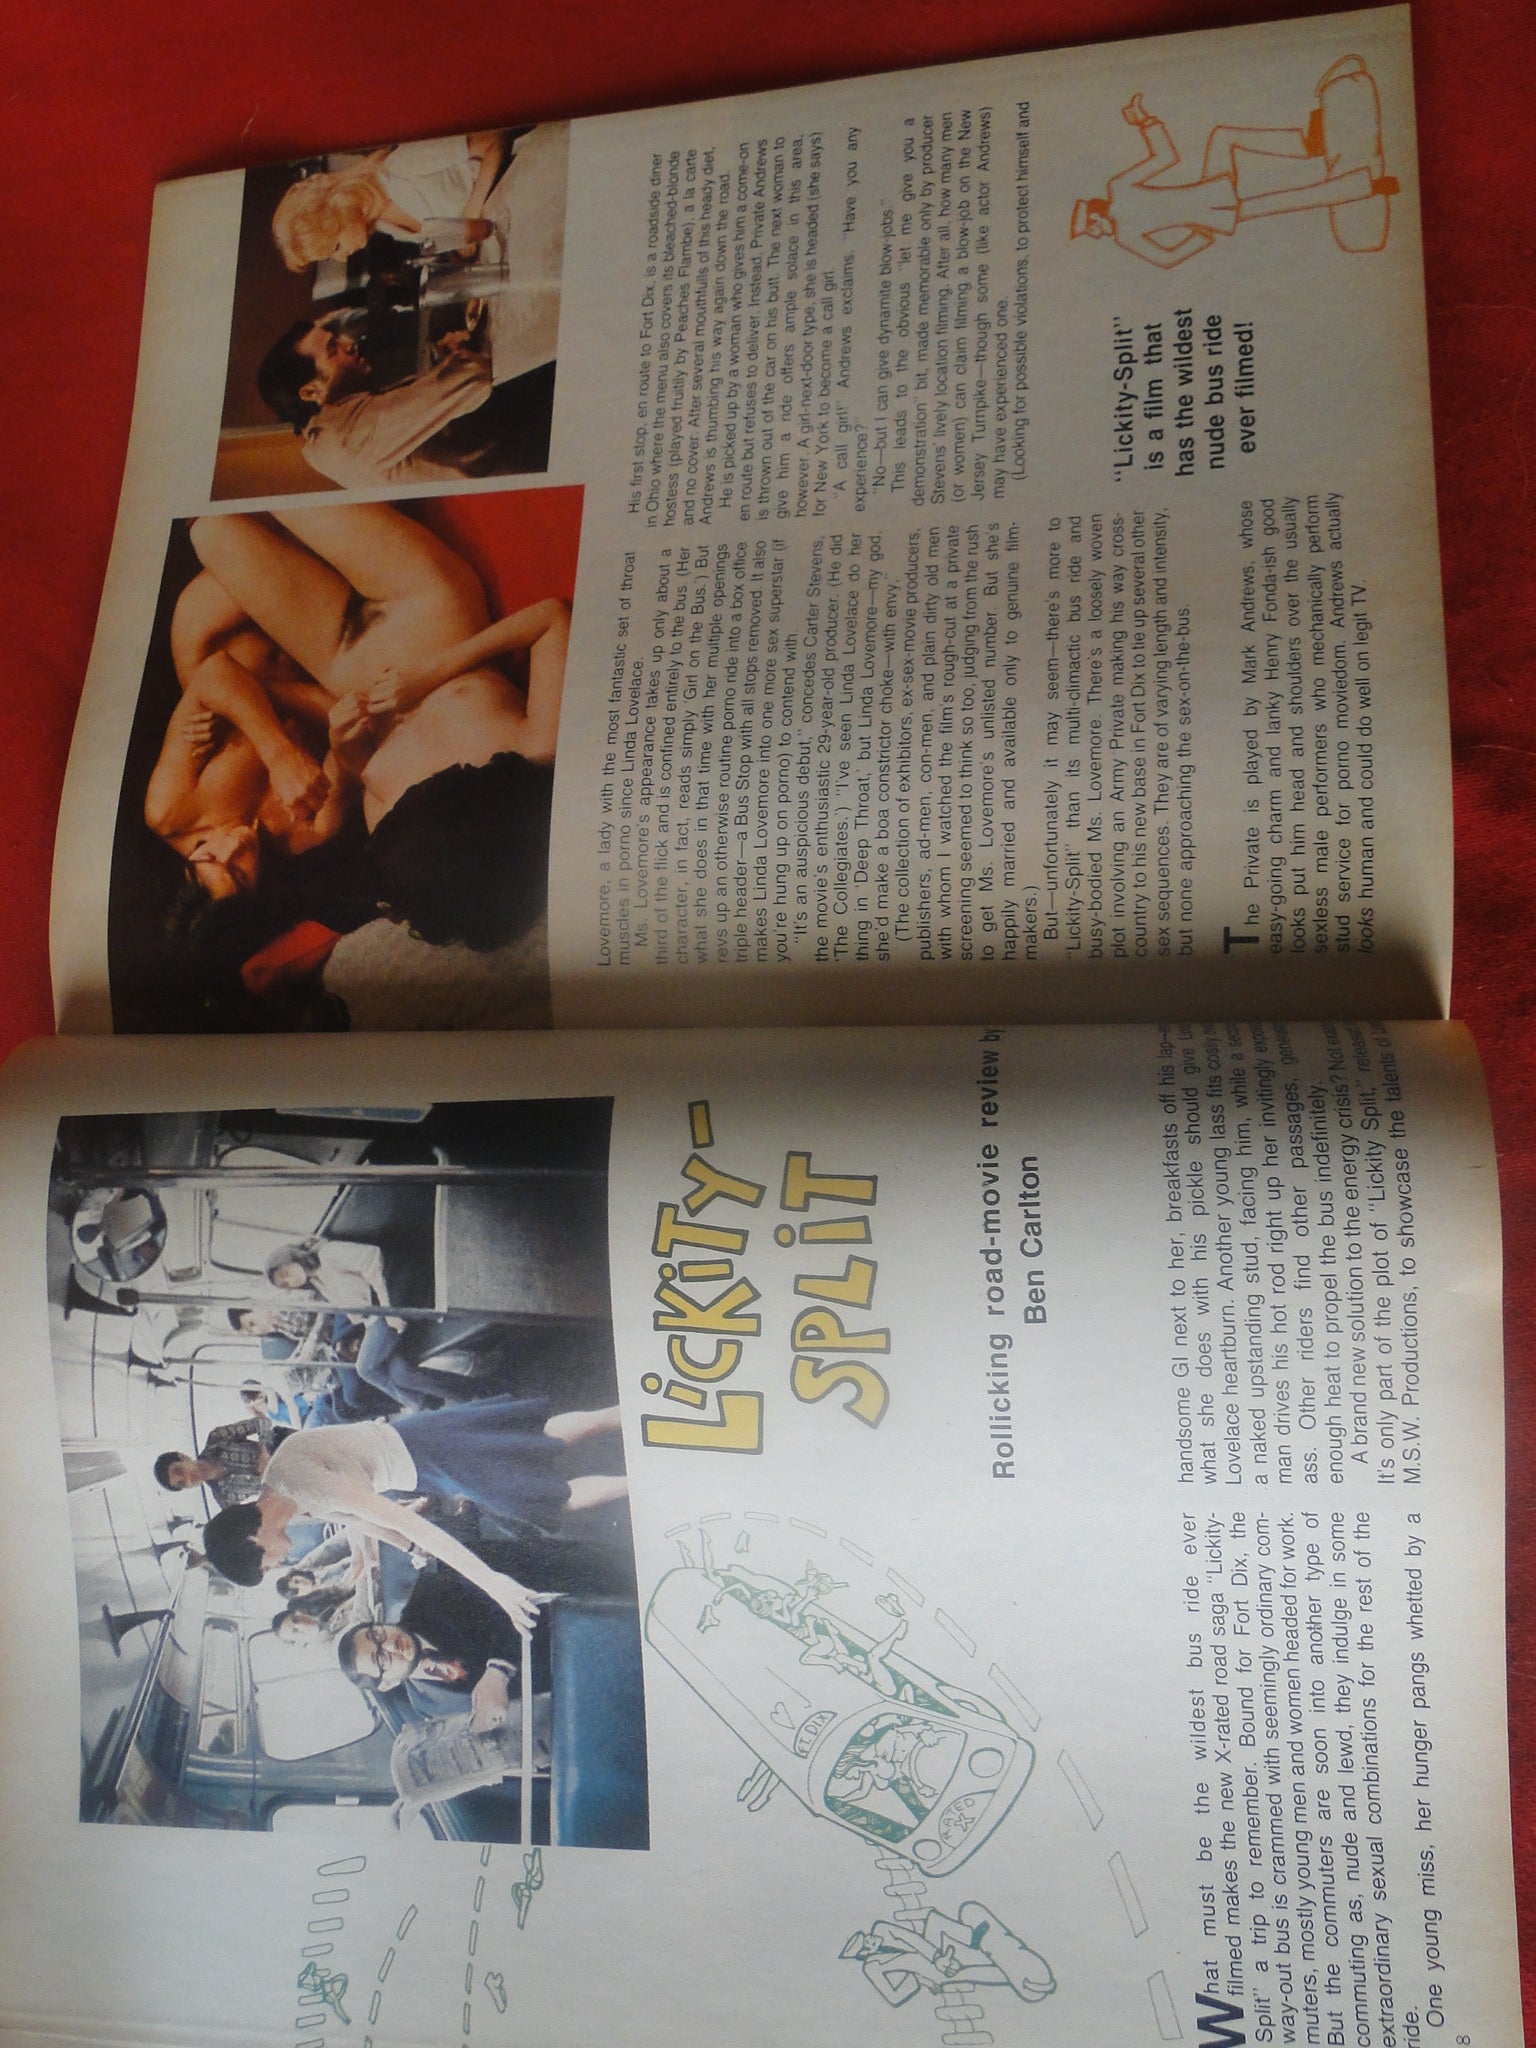 LICKITY-
SPLIT
Rollicking road-movie review by
Ben Carlton
FT. DIX
RATED
X
What must be the wildest bus ride ever
filmed makes the new X-rated road saga "Lickity-
Split" a trip to remember. Bound for Fort Dix, the
way-out bus is crammed with seemingly ordinary com-
muters, mostly young men and women headed for work.
But the commuters are soon into another type of
commuting as, nude and lewd, they indulge in some
extraordinary sexual combinations for the rest of the
ride.
One young miss, her hunger pangs whetted by a
8
handsome GI next to her, breakfasts off his lap—
what she does with his pickle should give
Lovelace heartburn. Another young lass fits cosily
a naked upstanding stud, facing him, while a
man drives his hot rod right up her invitingly
ass. Other riders find other passages,
enough heat to propel the bus indefinitely.
A brand new solution to the energy crisis? Not
It's only part of the plot of "Lickity Split,"
M.S.W. Productions, to showcase the talents of
Lovemore, a lady with the most fantastic set of throat
muscles in porno since Linda Lovelace.
Ms. Lovemore's appearance takes up only about a
third of the flick and is confined entirely to the bus. (Her
character, in fact, reads simply 'Girl on the Bus.') But
what she does in that time with her multiple openings
revs up an otherwise routine porno ride into a box office
triple header—a Bus Stop with all stops removed. It also
makes Linda Lovemore into one more sex superstar (if
you're hung up on porno) to contend with.
"It's an auspicious debut," concedes Carter Stevens,
the movie's enthusiastic 29-year-old producer. (He did
'The Collegiates.') "I've seen Linda Lovelace do her
thing in 'Deep Throat,' but Linda Lovemore—my god,
she'd make a boa constrictor choke—with envy."
(The collection of exhibitors, ex-sex-movie producers,
publishers, ad-men, con-men, and plain dirty old men
with whom I watched the film's rough-cut at a private
screening seemed to think so too, judging from the rush
to get Ms. Lovemore's unlisted number. But she's
happily married and available only to genuine film-
makers.)
But—unfortunately it may seem—there's more to
"Lickity-Split" than its multi-climactic bus ride and
busy-bodied Ms. Lovemore. There's a loosely woven
plot involving an Army Private making his way cross-
country to his new base in Fort Dix to tie up several other
sex sequences. They are of varying length and intensity,
but none approaching the sex-on-the-bus.
The Private is played by Mark Andrews, whose
easy-going charm and lanky Henry Fonda-ish good
looks put him head and shoulders over the usually
sexless male performers who mechanically perform
stud service for porno moviedom. Andrews actually
looks human and could do well on legit TV.
His first stop, en route to Fort Dix, is a roadside diner
in Ohio where the menu also covers its bleached-blonde
hostess (played fruitily by Peaches Flambe), a la carte
and no cover. After several mouthfulls of this heady diet,
Andrews is thumbing his way again down the road.
He is picked up by a woman who gives him a come-on
en route but refuses to deliver. Instead, Private Andrews
is thrown out of the car on his butt. The next woman to
give him a ride offers ample solace in this area,
however. A girl-next-door type, she is headed (she says)
for New York to become a call girl.
"A call girl!" Andrews exclaims. "Have you any
experience?"
"No—but I can give dynamite blow-jobs."
This leads to the obvious "let me give you a
demonstration" bit, made memorable only by producer
Stevens' lively location filming. After all, how many men
(or women) can claim filming a blow-job on the New
Jersey Turnpike—though some (like actor Andrews)
may have experienced one.
(Looking for possible violations, to protect himself and
"Lickity-Split"
is a film that
has the wildest
nude bus ride
ever filmed!